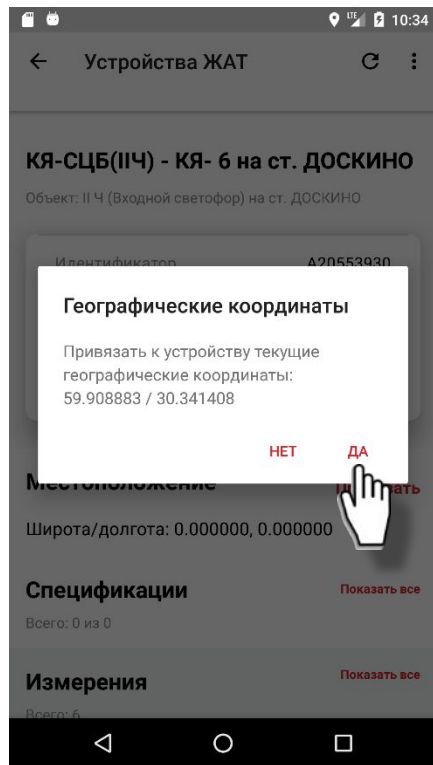 LTE 10:34
Устройства ЖАТ
КЯ-СЦБ(IIЧ) - КЯ- 6 на ст. ДОСКИНО
Объект: II Ч (Входной светофор) на ст. ДОСКИНО
Идентификатор A20553930
Географические координаты
Привязать к устройству текущие
географические координаты:
59.908883 / 30.341408
НЕТ ДА
Местоположение
Широта/долгота: 0.000000, 0.000000
Спецификации Показать все
Всего: 0 из 0
Измерения Показать все
Всего: 6